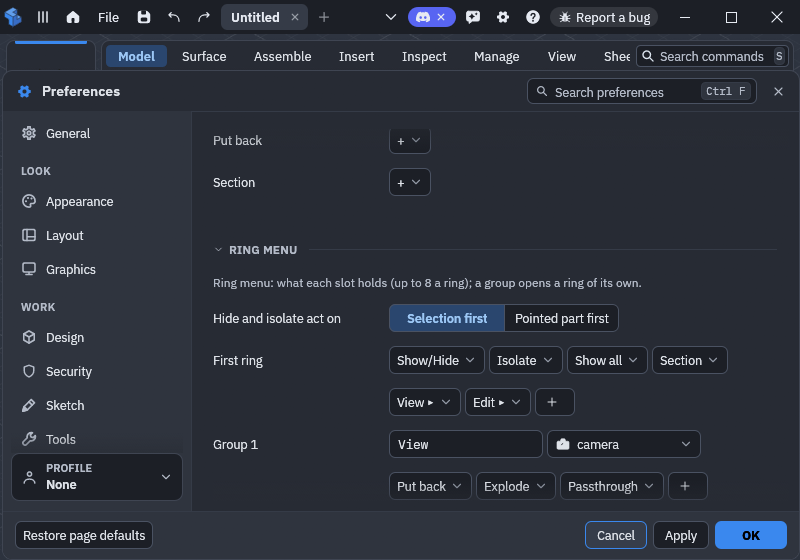 File
Untitled
Report a bug
Model
Surface
Assemble
Insert
Inspect
Manage
View
Shee
Search commands
S
Preferences
Search preferences
Ctrl F
General
LOOK
Appearance
Layout
Graphics
WORK
Design
Security
Sketch
Tools
PROFILE
None
Put back
+
Section
+
RING MENU
Ring menu: what each slot holds (up to 8 a ring); a group opens a ring of its own.
Hide and isolate act on
Selection first
Pointed part first
First ring
Show/Hide
Isolate
Show all
Section
View ▸
Edit ▸
+
Group 1
View
camera
Put back
Explode
Passthrough
+
Restore page defaults
Cancel
Apply
OK